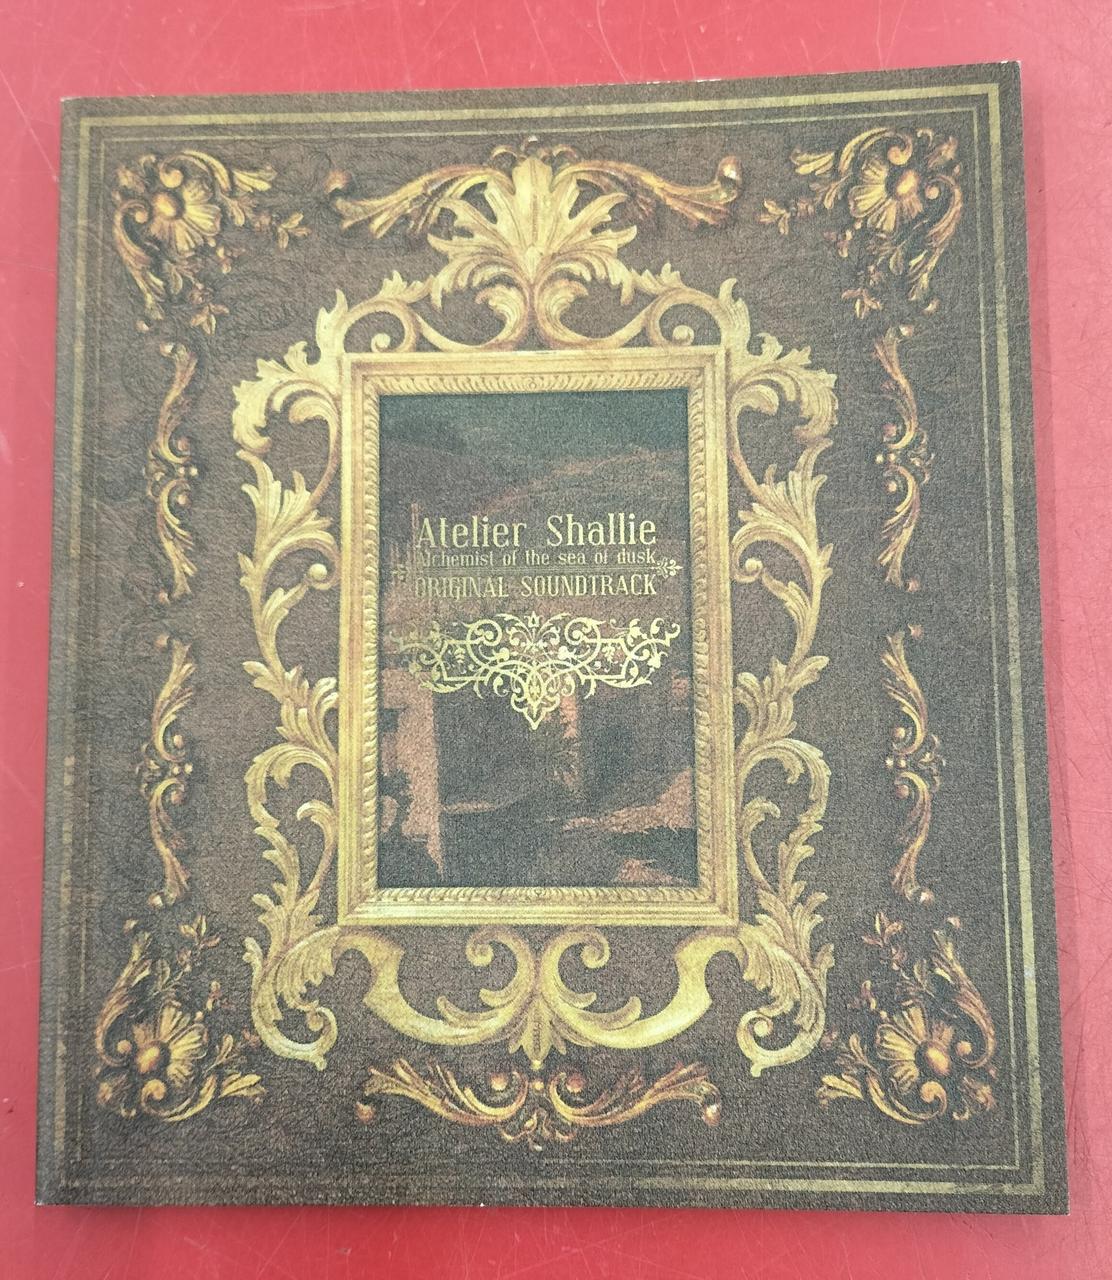 Atelier Shallie
Alchemist of the sea of dusk
ORIGINAL SOUNDTRACK